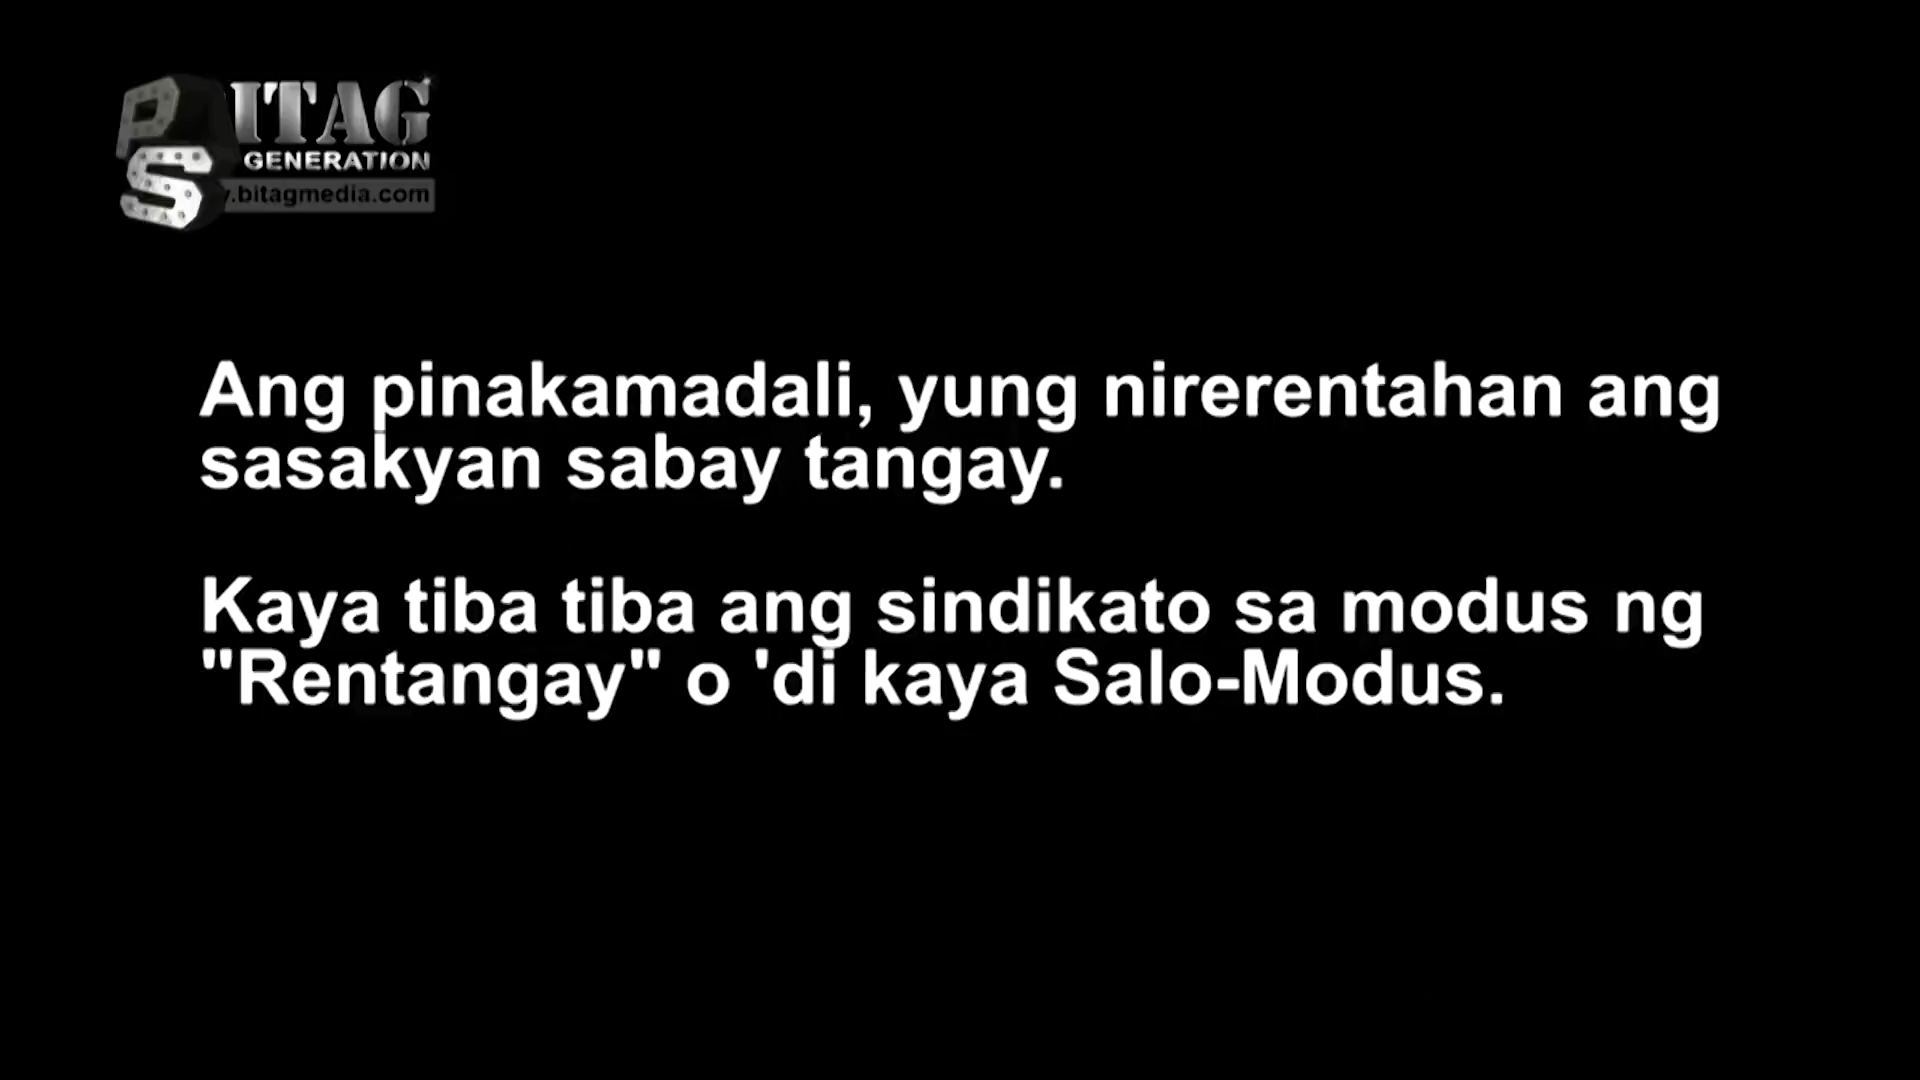 PS
ITAG
GENERATION
.bitagmedia.com
Ang pinakamadali, yung nirerentahan ang
sasakyan sabay tangay.
Kaya tiba tiba ang sindikato sa modus ng
"Rentangay" o 'di kaya Salo-Modus.